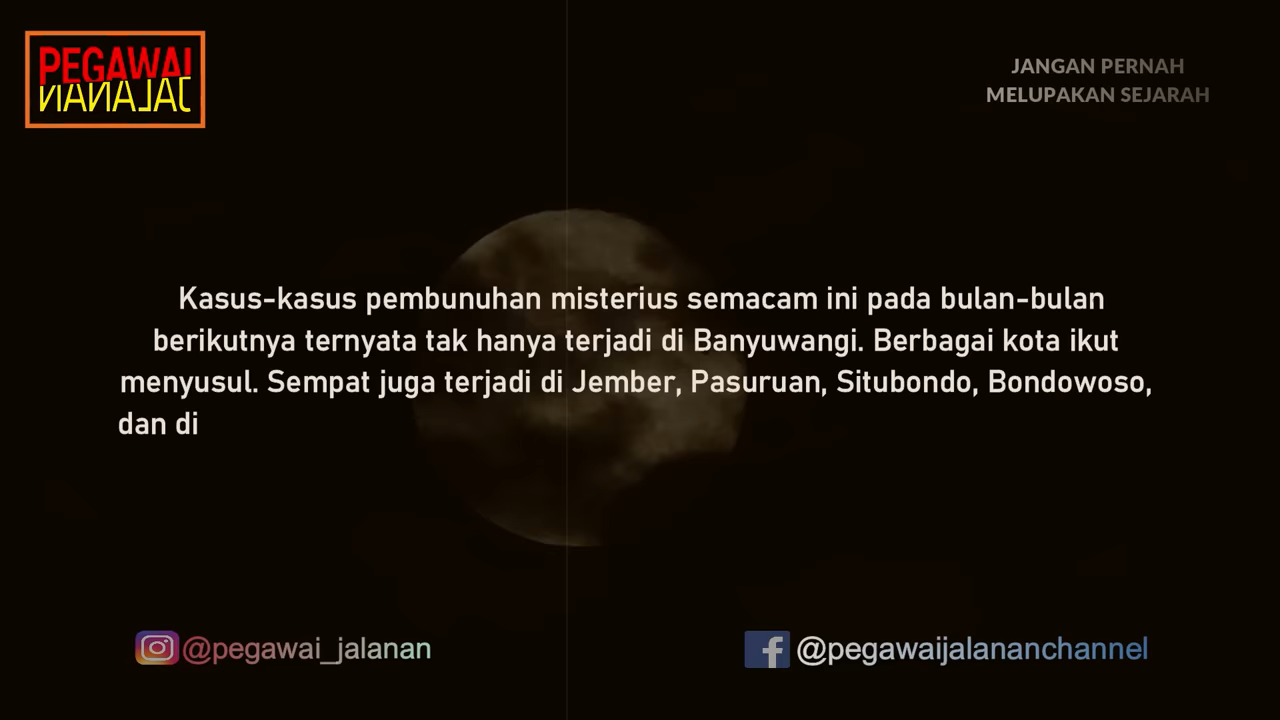 PEGAWAI
JALANAN
JANGAN PERNAH
MELUPAKAN SEJARAH
Kasus-kasus pembunuhan misterius semacam ini pada bulan-bulan
berikutnya ternyata tak hanya terjadi di Banyuwangi. Berbagai kota ikut
menyusul. Sempat juga terjadi di Jember, Pasuruan, Situbondo, Bondowoso,
dan di
@pegawai_jalanan
@pegawaijalananchannel